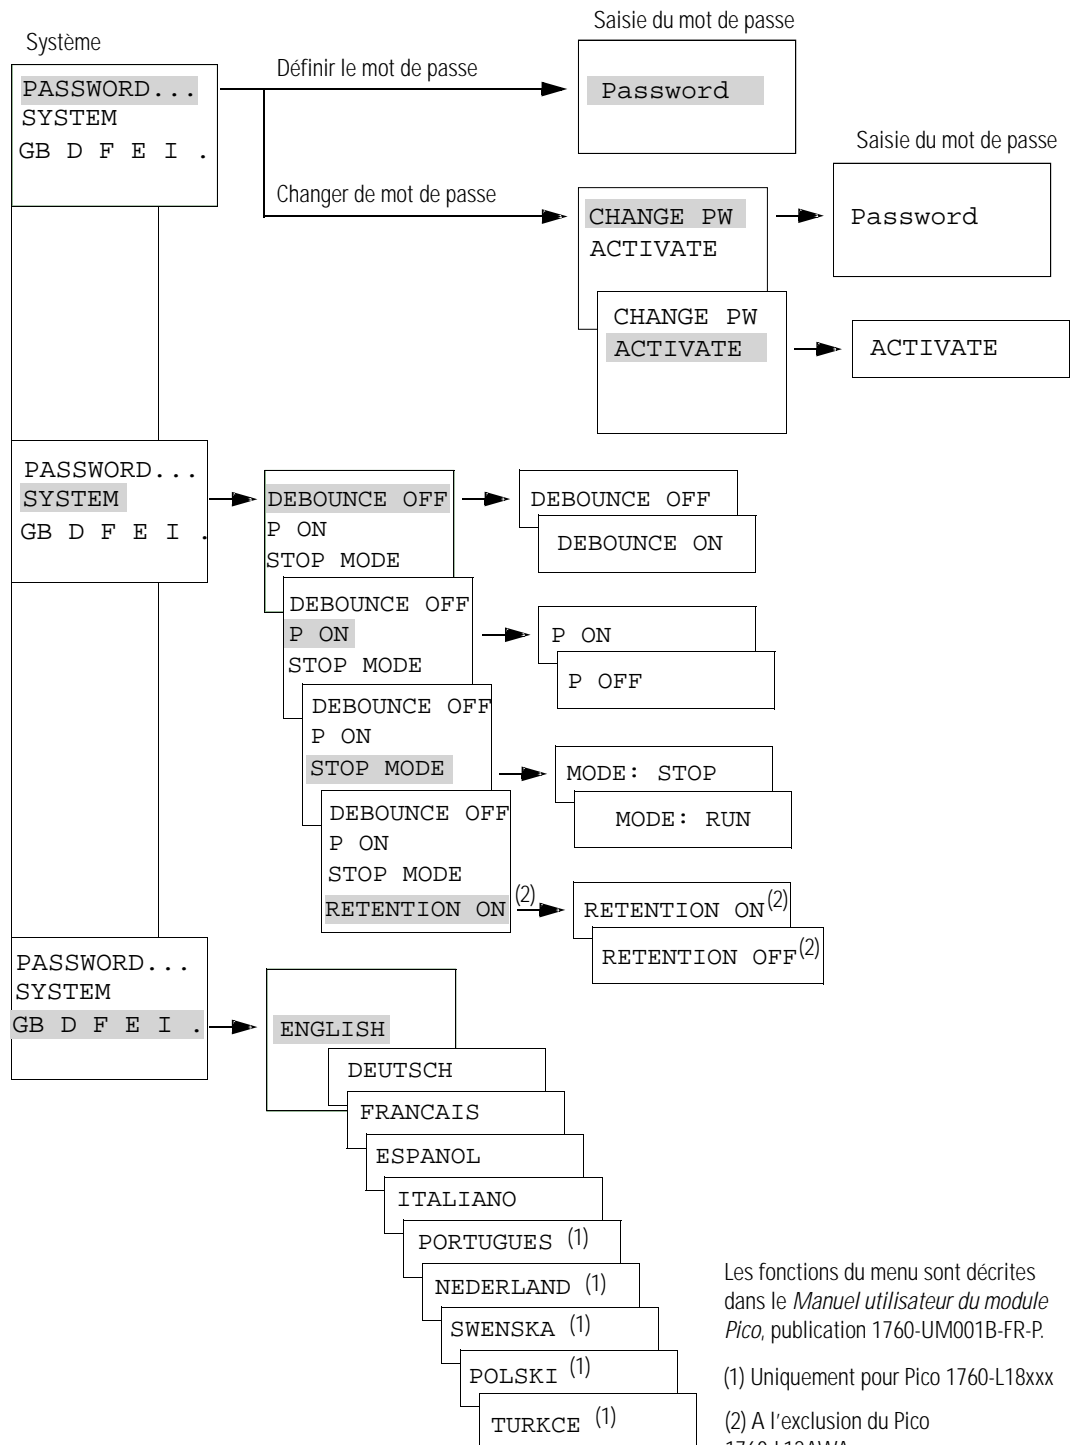 Système
PASSWORD...
SYSTEM
GB D F E I .
Définir le mot de passe
Saisie du mot de passe
Password
Changer de mot de passe
CHANGE PW
ACTIVATE
Saisie du mot de passe
Password
CHANGE PW
ACTIVATE
ACTIVATE
PASSWORD...
SYSTEM
GB D F E I .
DEBOUNCE OFF
P ON
STOP MODE
DEBOUNCE OFF
DEBOUNCE ON
DEBOUNCE OFF
P ON
STOP MODE
P ON
P OFF
DEBOUNCE OFF
P ON
STOP MODE
MODE: STOP
MODE: RUN
DEBOUNCE OFF
P ON
STOP MODE
RETENTION ON (2)
RETENTION ON (2)
RETENTION OFF (2)
PASSWORD...
SYSTEM
GB D F E I .
ENGLISH
DEUTSCH
FRANCAIS
ESPANOL
ITALIANO
PORTUGUES (1)
NEDERLAND (1)
SWENSKA (1)
POLSKI (1)
TURKCE (1)
Les fonctions du menu sont décrites
dans le Manuel utilisateur du module
Pico, publication 1760-UM001B-FR-P.
(1) Uniquement pour Pico 1760-L18xxx
(2) A l'exclusion du Pico